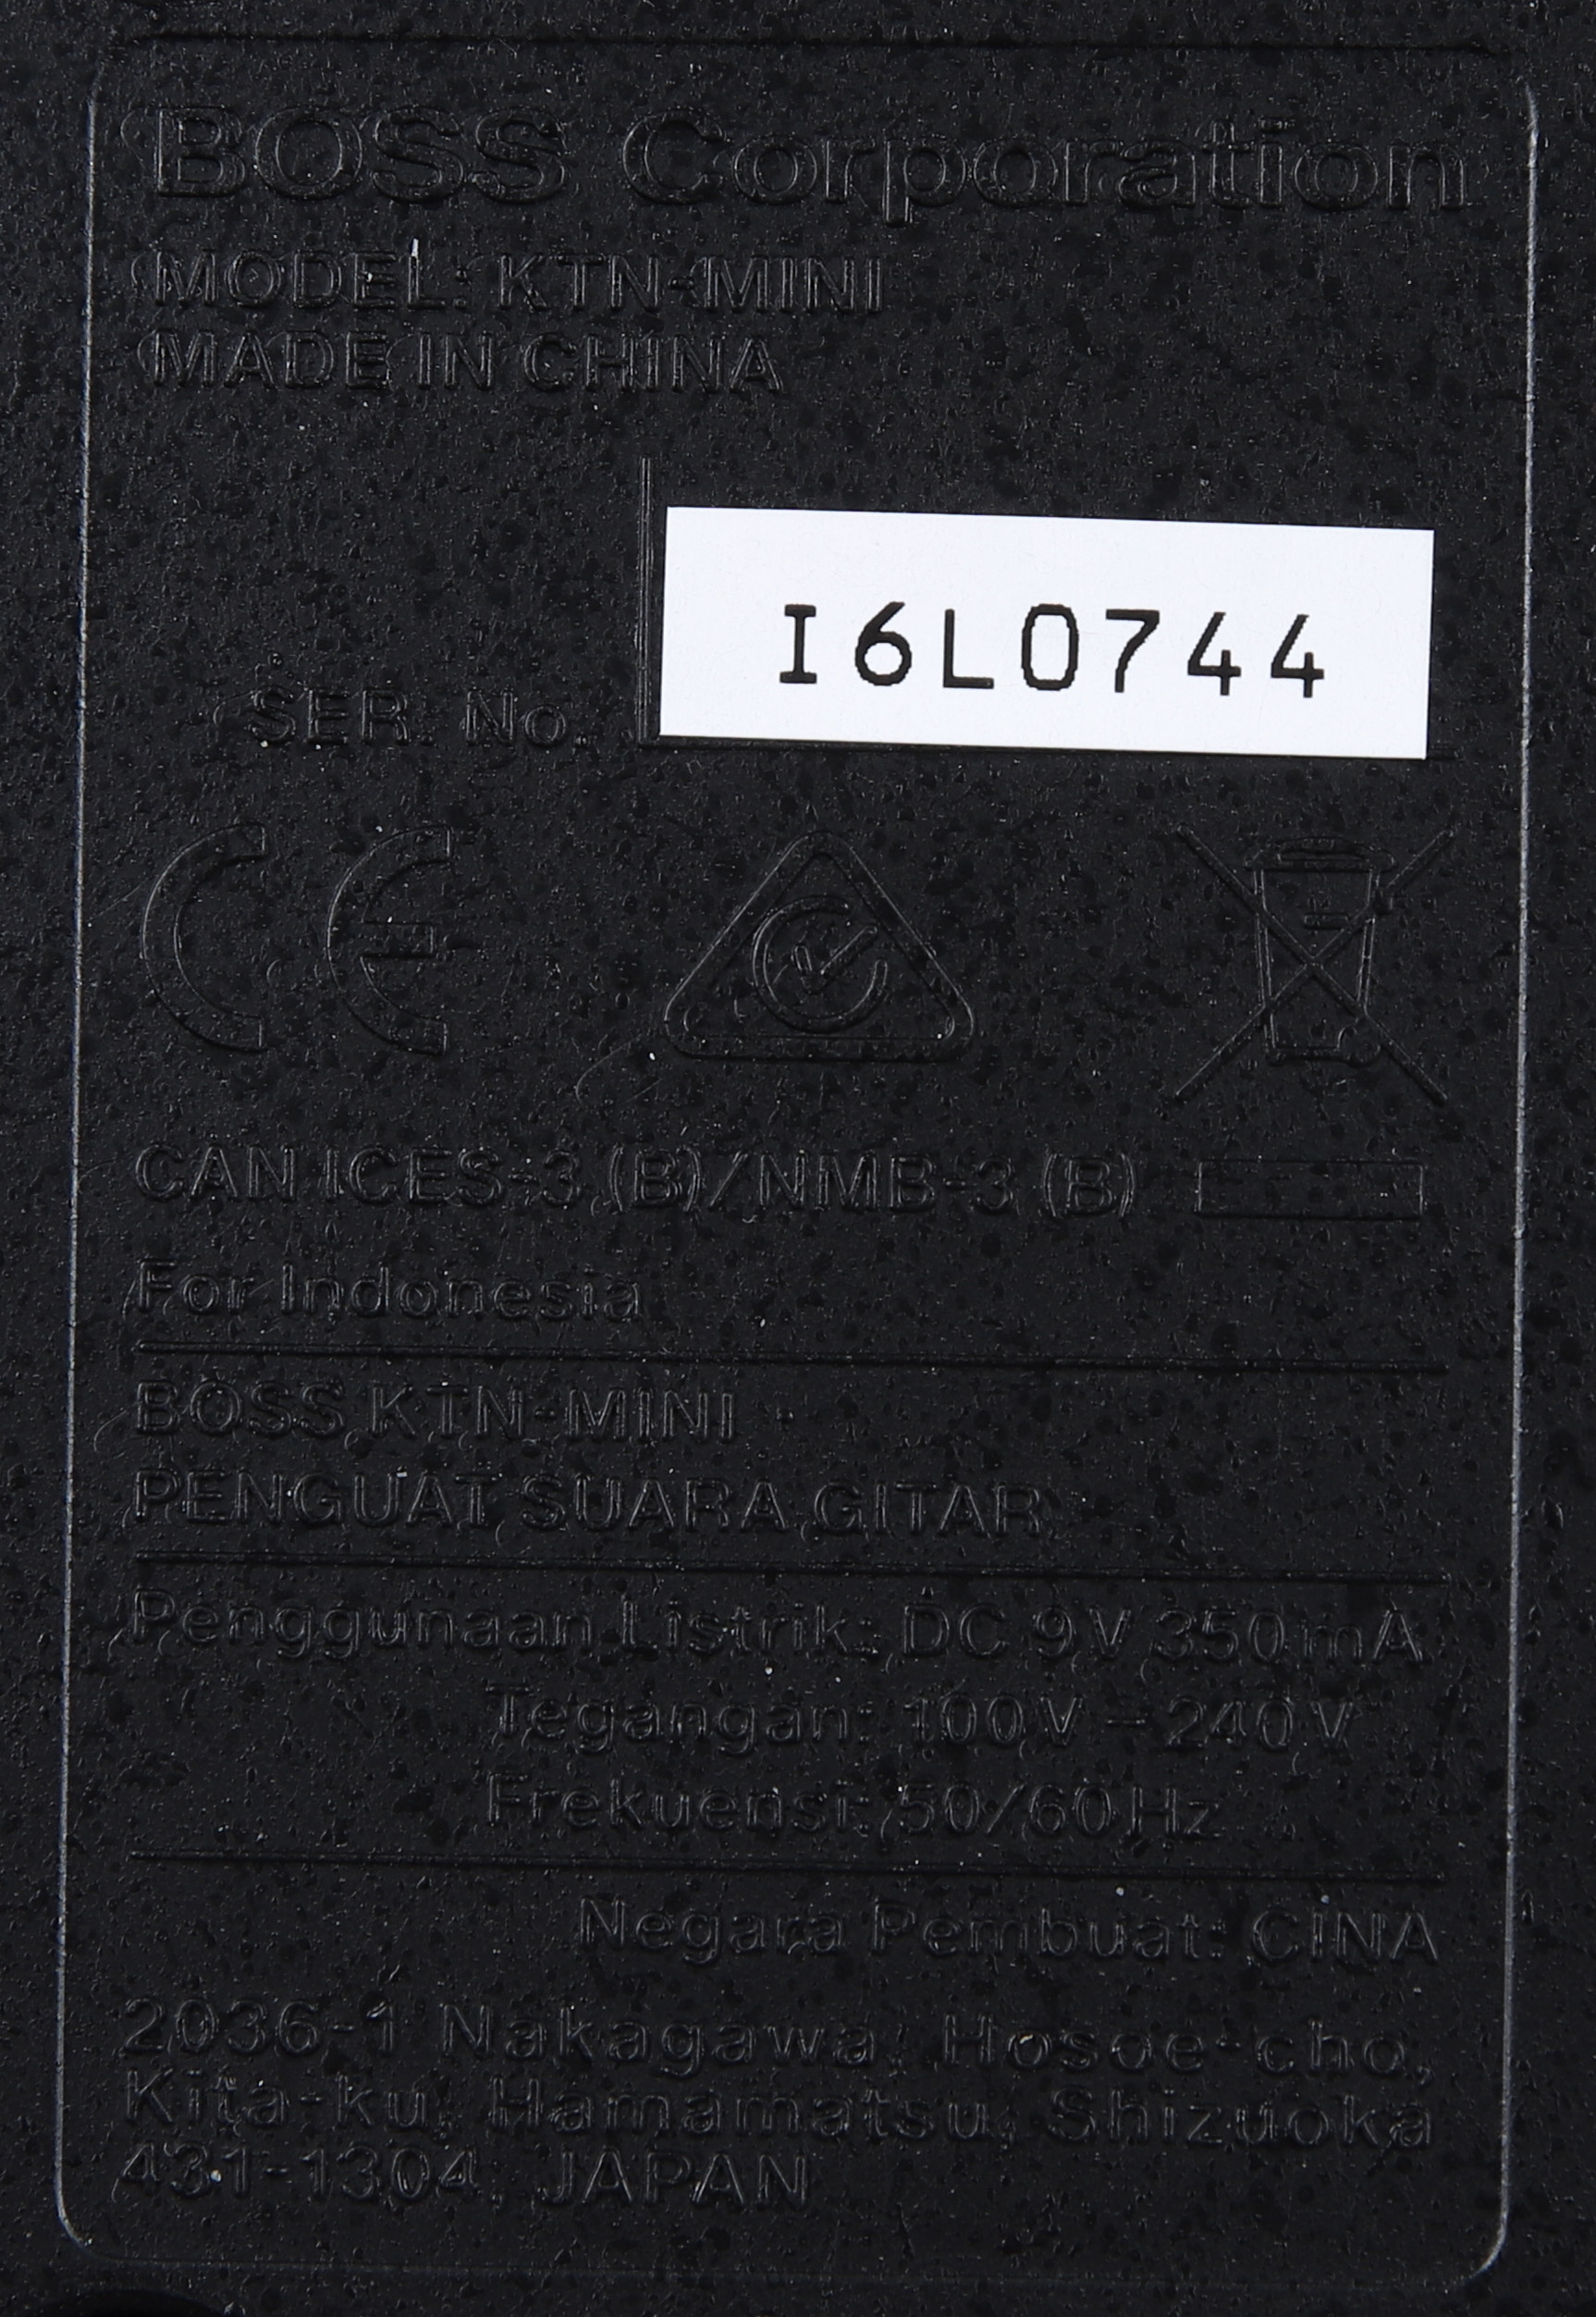 BOSS Corporation
MODEL: KTN-MINI
MADE IN CHINA
I6L0744
SER. No.
CE
CAN ICES-3 (B)/NMB-3 (B)
For Indonesia
BOSS KTN-MINI
PENGUAT SUARA GITAR
Penggunaan Listrik: DC 9V 350mA
Tegangan: 100V - 240V
Frekuensi: 50/60Hz
Negara Pembuat: CINA
2036-1 Nakagawa, Hosoe-cho,
Kita-ku, Hamamatsu, Shizuoka
431-1304, JAPAN